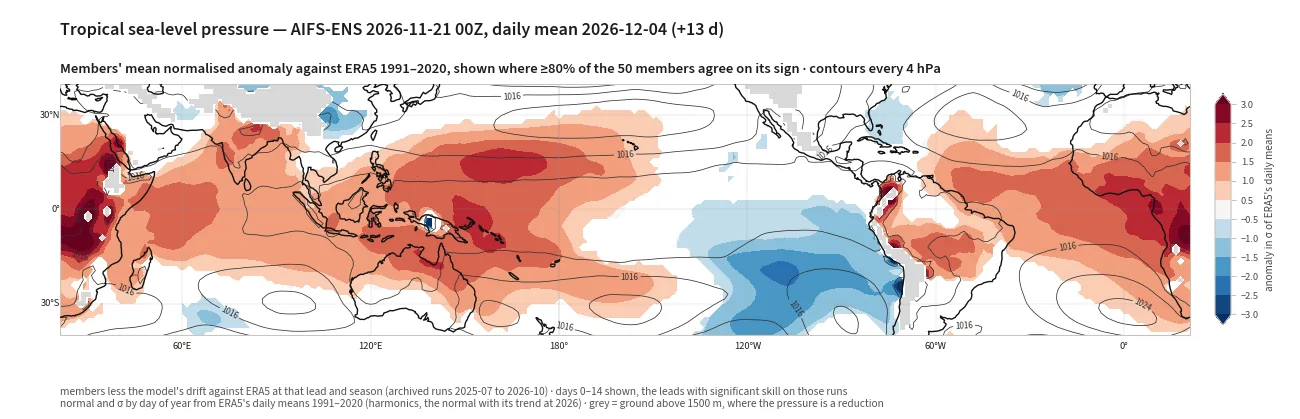 Tropical sea-level pressure — AIFS-ENS 2026-11-21 00Z, daily mean 2026-12-04 (+13 d)
Members' mean normalised anomaly against ERA5 1991–2020, shown where ≥80% of the 50 members agree on its sign · contours every 4 hPa
30°N
0°
30°S
60°E
120°E
180°
120°W
60°W
0°
1016
1016
1016
1016
1016
1016
1016
1016
1016
1016
1016
1016
1016
1016
1024
3.0
2.5
2.0
1.5
1.0
0.5
−0.5
−1.0
−1.5
−2.0
−2.5
−3.0
anomaly in σ of ERA5's daily means
members less the model's drift against ERA5 at that lead and season (archived runs 2025-07 to 2026-10) · days 0–14 shown, the leads with significant skill on those runs
normal and σ by day of year from ERA5's daily means 1991–2020 (harmonics, the normal with its trend at 2026) · grey = ground above 1500 m, where the pressure is a reduction